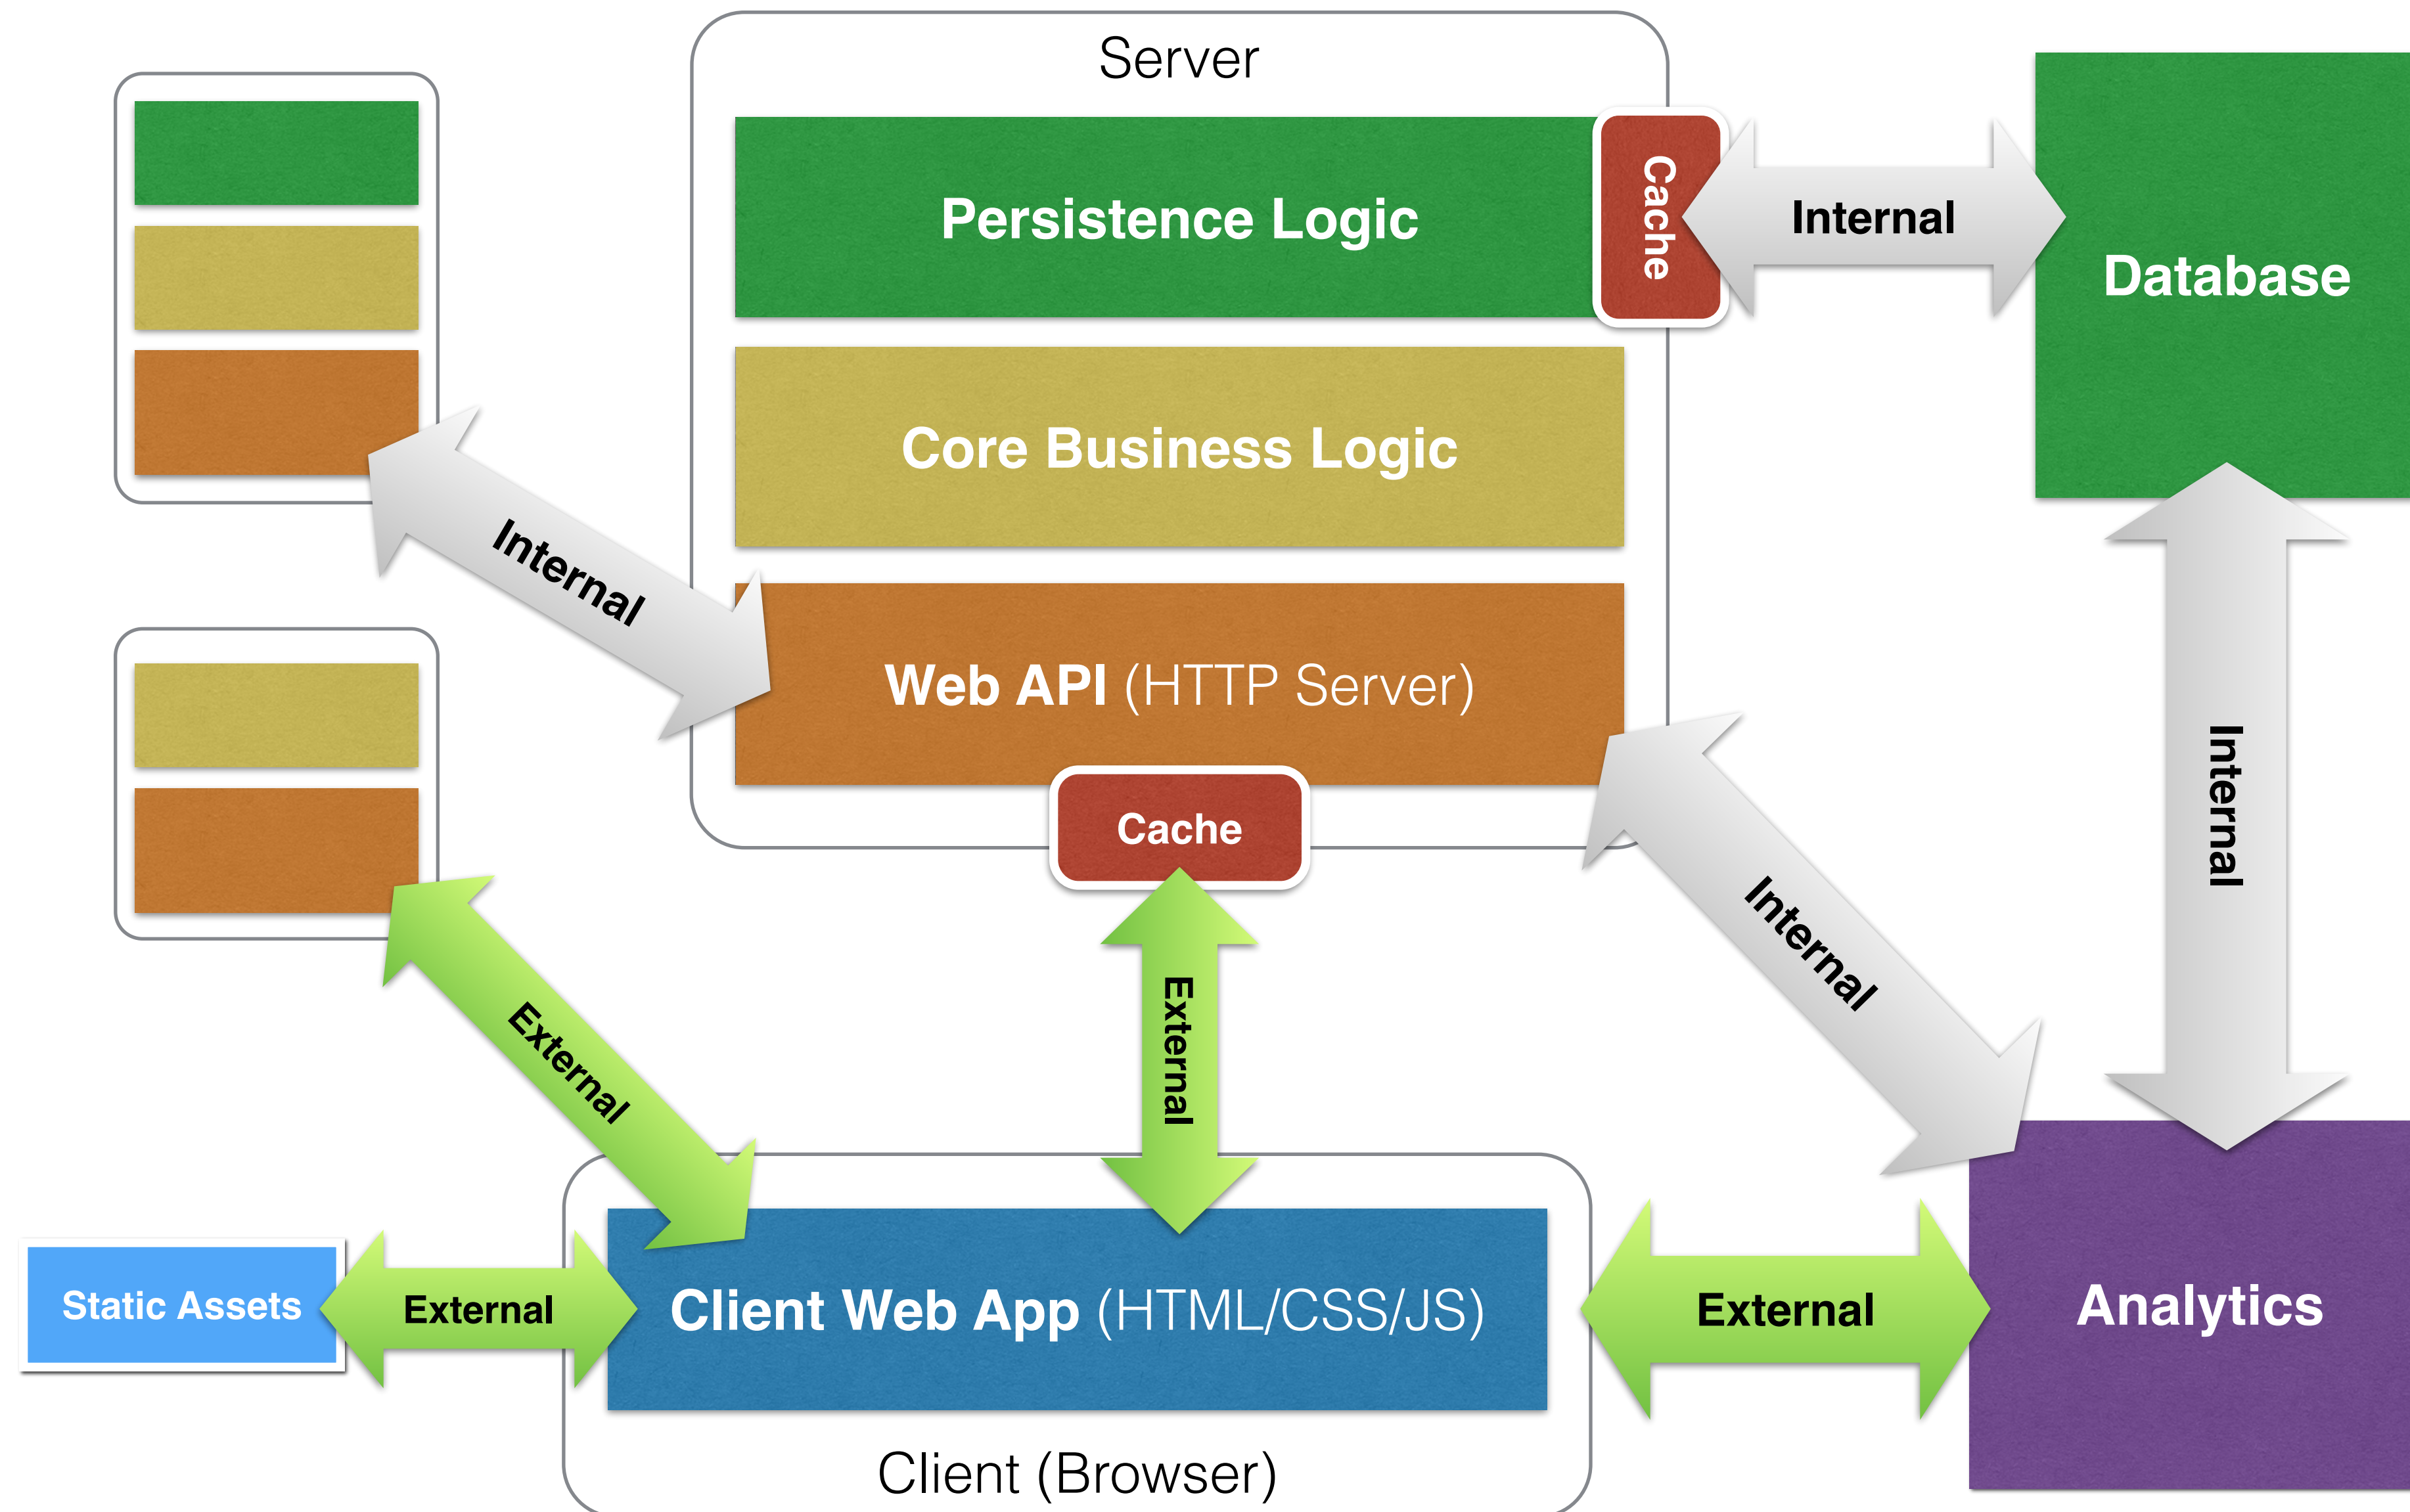 Server
Persistence Logic
Cache
Internal
Database
Core Business Logic
Internal
Web API (HTTP Server)
Cache
Internal
Internal
External
External
Static Assets
External
Client Web App (HTML/CSS/JS)
External
Analytics
Client (Browser)